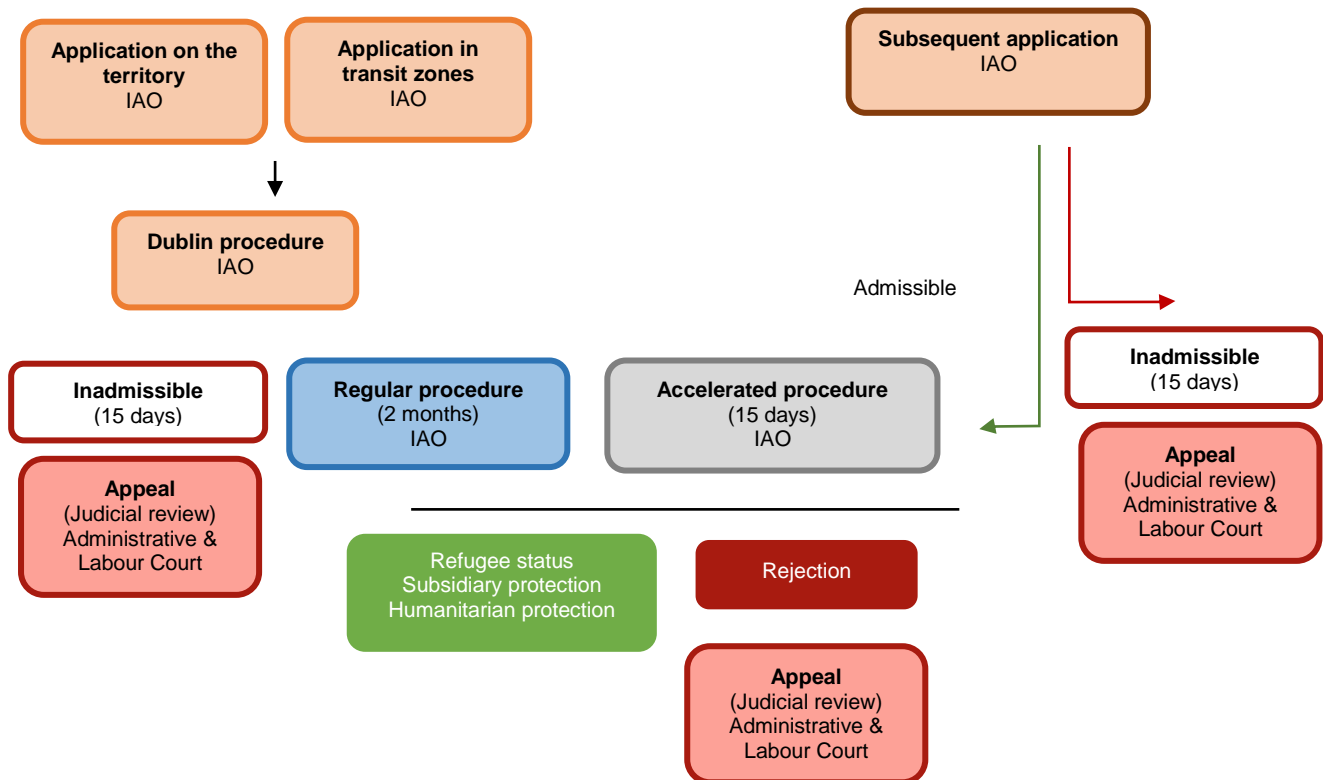 Application on the
territory
IAO
Application in
transit zones
IAO
Subsequent application
IAO
Dublin procedure
IAO
Admissible
Inadmissible
(15 days)
Regular procedure
(2 months)
IAO
Accelerated procedure
(15 days)
IAO
Inadmissible
(15 days)
Appeal
(Judicial review)
Administrative &
Labour Court
Appeal
(Judicial review)
Administrative &
Labour Court
Refugee status
Subsidiary protection
Humanitarian protection
Rejection
Appeal
(Judicial review)
Administrative &
Labour Court